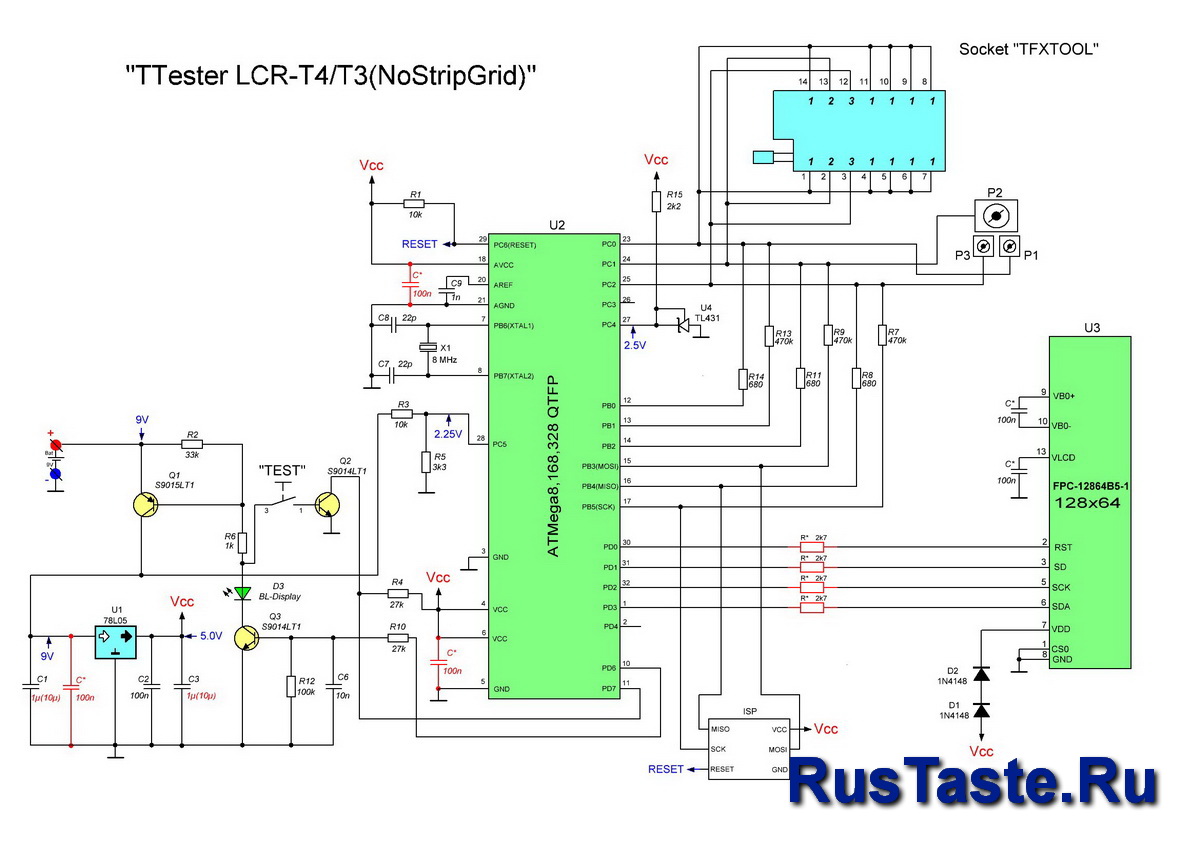 "TTester LCR-T4/T3(NoStripGrid)"
Socket "TFXTOOL"
14 13 12 11 10 9 8
1 2 3 1 1 1 1
1 2 3 1 1 1 1
1 2 3 4 5 6 7
Vcc
R1
10k
RESET
C*
100n
C9
1n
C8 22p
X1
8 MHz
C7 22p
Vcc
R15
2k2
U4
TL431
2.5V
P2
P3
P1
U2
ATMega8,168,328 QTFP
29 PC6(RESET)
18 AVCC
20 AREF
21 AGND
7 PB6(XTAL1)
8 PB7(XTAL2)
28 PC5
3 GND
4 VCC
6 VCC
5 GND
PC0 23
PC1 24
PC2 25
PC3 26
PC4 27
PB0 12
PB1 13
PB2 14
PB3(MOSI) 15
PB4(MISO) 16
PB5(SCK) 17
PD0 30
PD1 31
PD2 32
PD3 1
PD4 2
PD6 10
PD7 11
R13
470k
R9
470k
R7
470k
R14
680
R11
680
R8
680
R3
10k
2.25V
R5
3k3
9V
+
Bat
9V
-
R2
33k
Q1
S9015LT1
"TEST"
3 1
Q2
S9014LT1
R6
1k
D3
BL-Display
Q3
S9014LT1
R4
27k
Vcc
R10
27k
C*
100n
U1
78L05
Vcc
5.0V
9V
C1
1µ(10µ)
C*
100n
C2
100n
C3
1µ(10µ)
R12
100k
C6
10n
R* 2k7
R* 2k7
R* 2k7
R* 2k7
U3
FPC-12864B5-1
128x64
9 VB0+
10 VB0-
13 VLCD
2 RST
3 SD
5 SCK
6 SDA
7 VDD
1 CS0
8 GND
C*
100n
C*
100n
D2
1N4148
D1
1N4148
Vcc
ISP
MISO VCC
SCK MOSI
RESET GND
Vcc
RESET
RusTaste.Ru